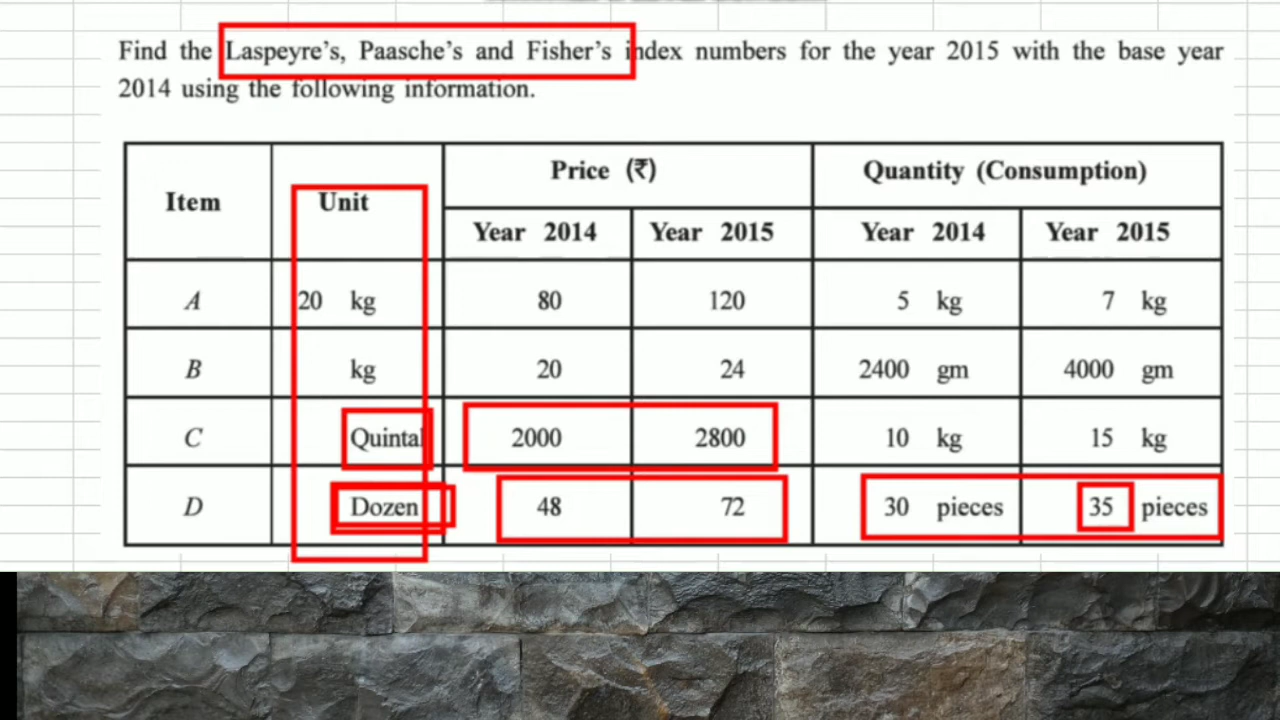 Find the Laspeyre's, Paasche's and Fisher's index numbers for the year 2015 with the base year
2014 using the following information.
Item Unit Price (₹) Quantity (Consumption)
Year 2014 Year 2015 Year 2014 Year 2015
A 20 kg 80 120 5 kg 7 kg
B kg 20 24 2400 gm 4000 gm
C Quintal 2000 2800 10 kg 15 kg
D Dozen 48 72 30 pieces 35 pieces